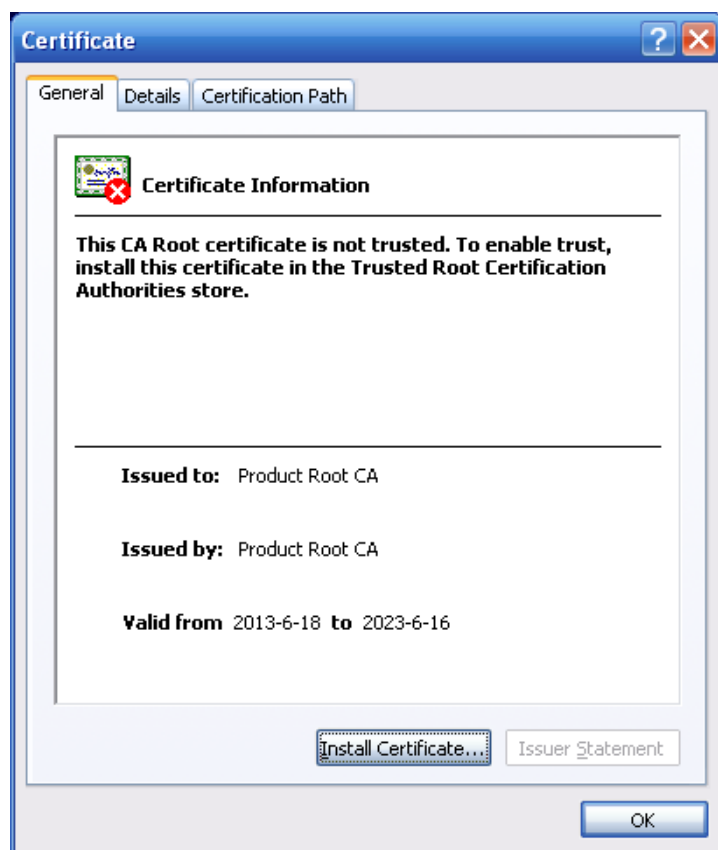 Certificate
General Details Certification Path
Certificate Information
This CA Root certificate is not trusted. To enable trust,
install this certificate in the Trusted Root Certification
Authorities store.
Issued to: Product Root CA
Issued by: Product Root CA
Valid from 2013-6-18 to 2023-6-16
Install Certificate... Issuer Statement
OK